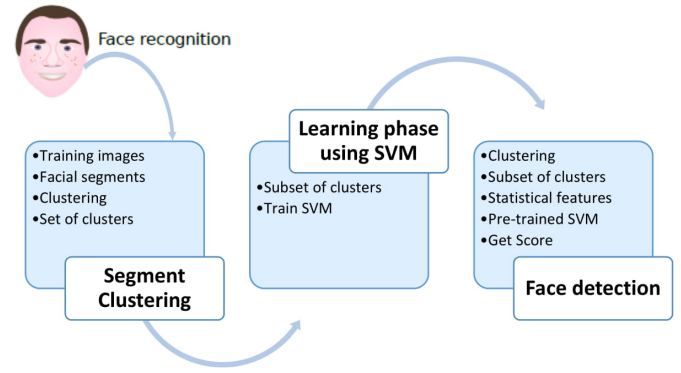 Face recognition
•Training images
•Facial segments
•Clustering
•Set of clusters
Segment
Clustering
Learning phase
using SVM
•Subset of clusters
•Train SVM
•Clustering
•Subset of clusters
•Statistical features
•Pre-trained SVM
•Get Score
Face detection